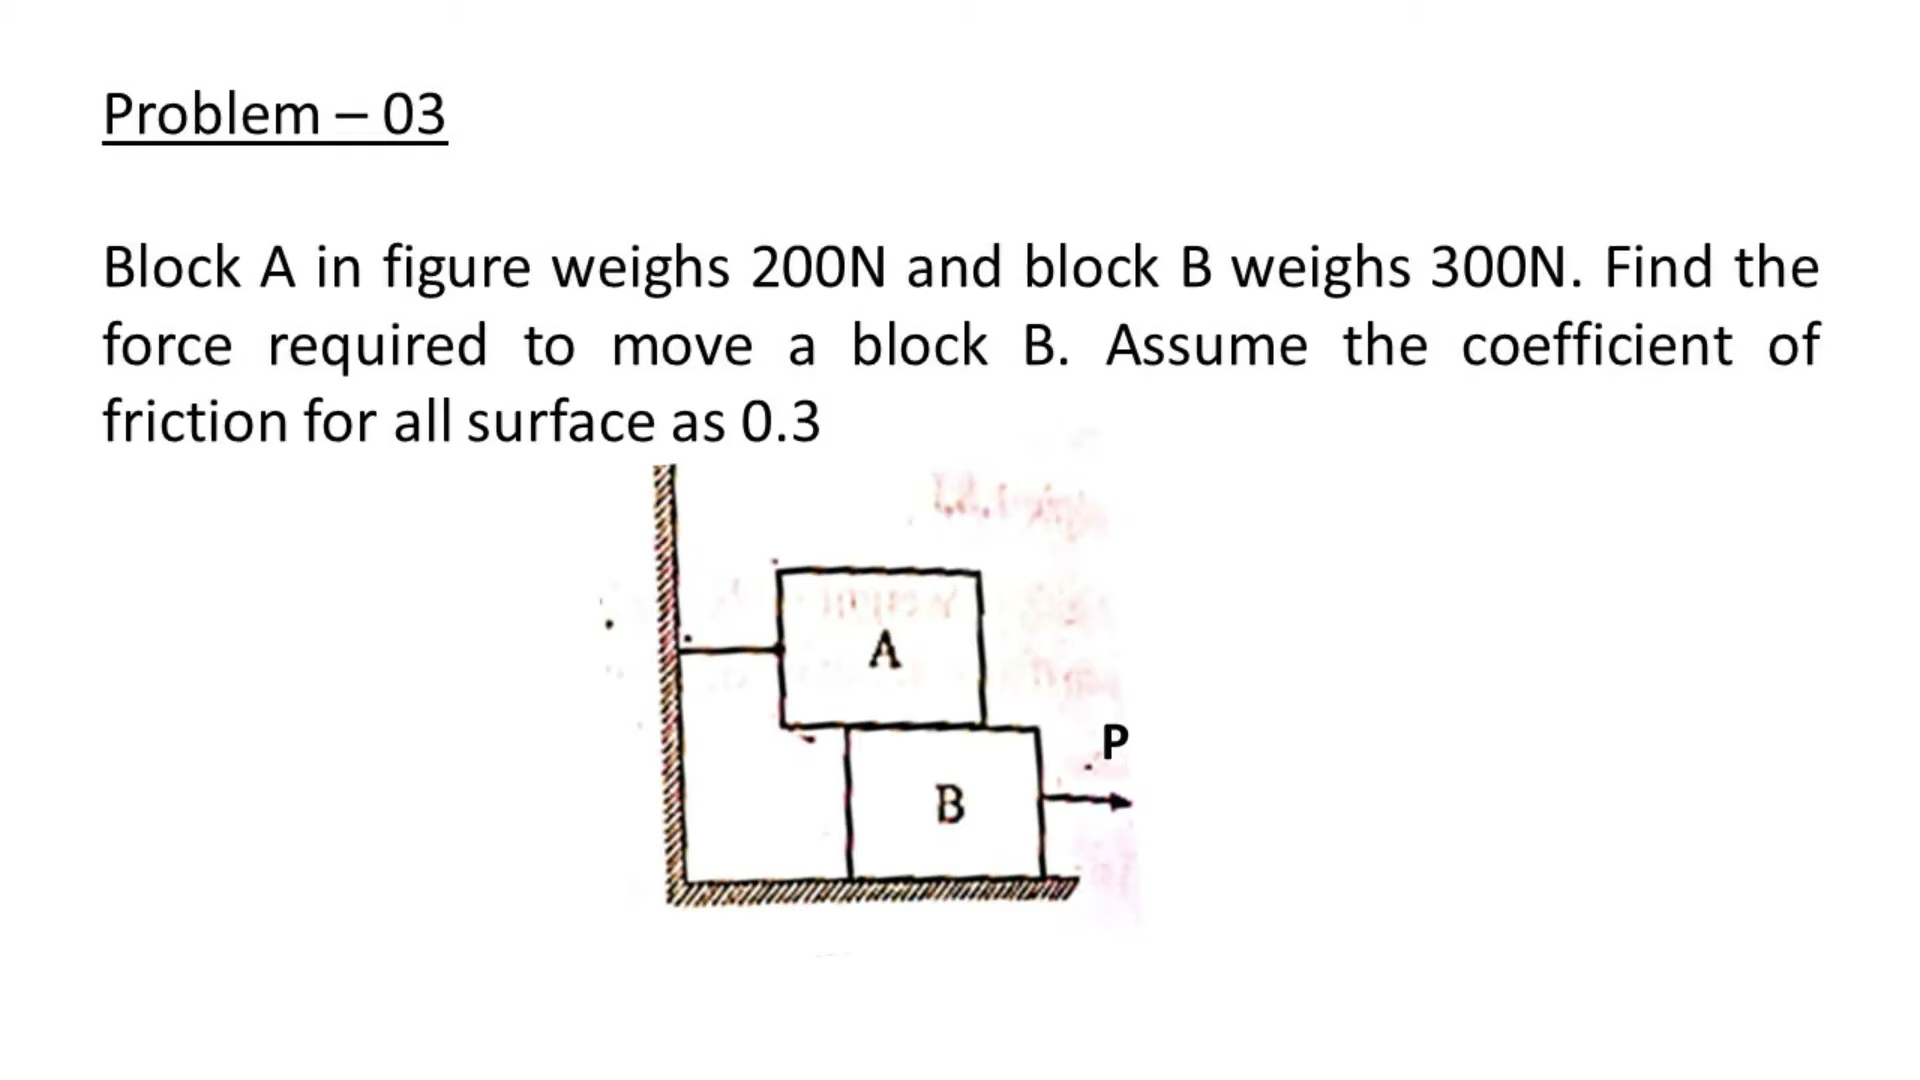 Problem – 03
Block A in figure weighs 200N and block B weighs 300N. Find the
force required to move a block B. Assume the coefficient of
friction for all surface as 0.3
A
P
B